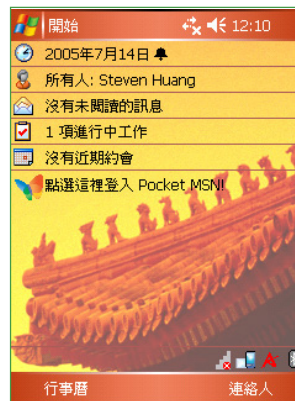 開始 12:10
2005年7月14日
所有人: Steven Huang
沒有未閱讀的訊息
1 項進行中工作
沒有近期約會
點選這裡登入 Pocket MSN!
行事曆 連絡人